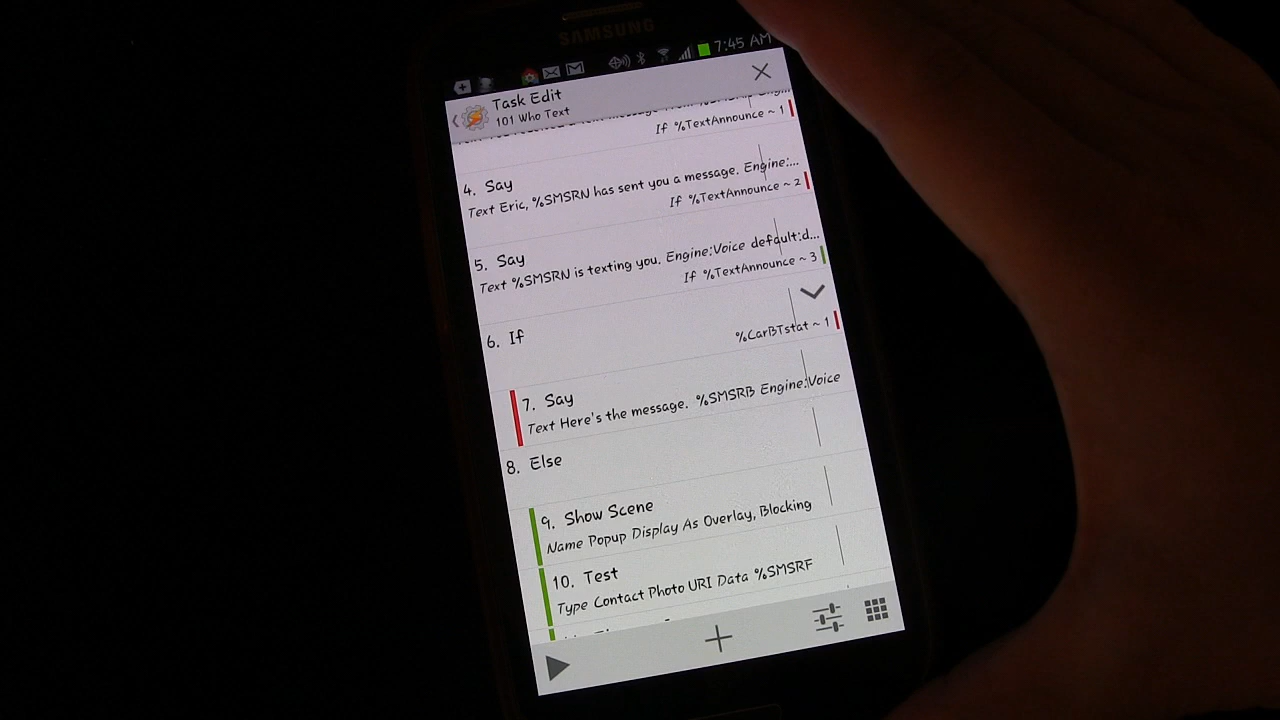 SAMSUNG
7:45 AM
Task Edit
101 Who Text
If %TextAnnounce ~ 1
4. Say
Text Eric, %SMSRN has sent you a message. Engine:...
If %TextAnnounce ~ 2
5. Say
Text %SMSRN is texting you. Engine:Voice default:d...
If %TextAnnounce ~ 3
6. If
%CarBTstat ~ 1
7. Say
Text Here's the message. %SMSRB Engine:Voice
8. Else
9. Show Scene
Name Popup Display As Overlay, Blocking
10. Test
Type Contact Photo URI Data %SMSRF